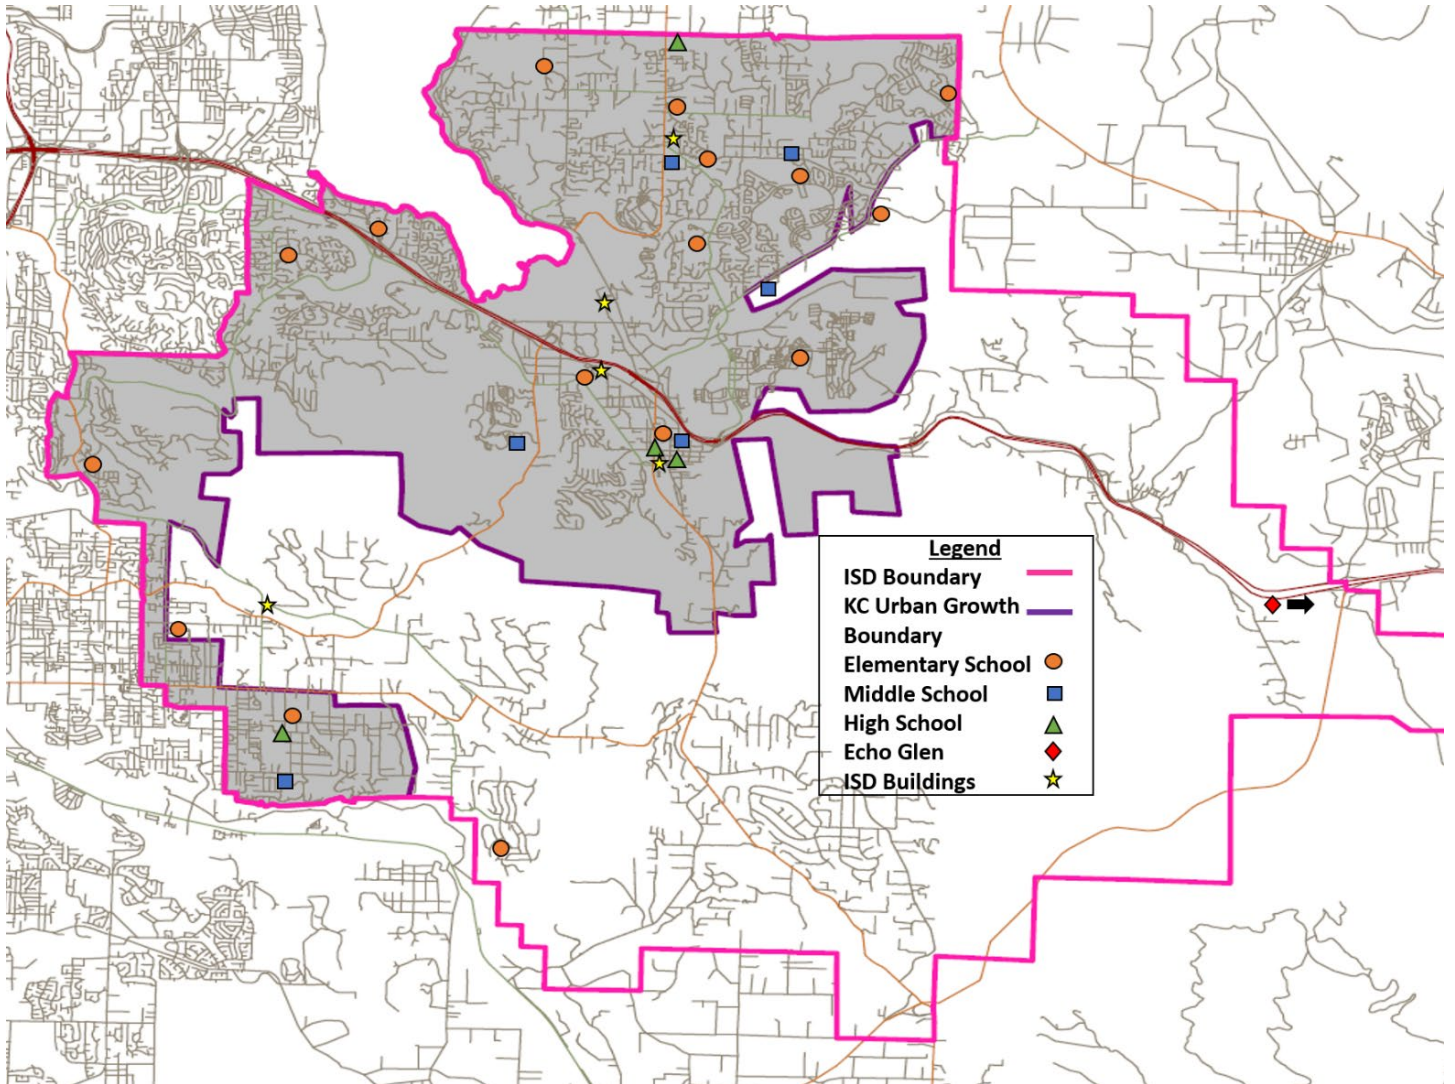 Legend
ISD Boundary
KC Urban Growth
Boundary
Elementary School
Middle School
High School
Echo Glen
ISD Buildings